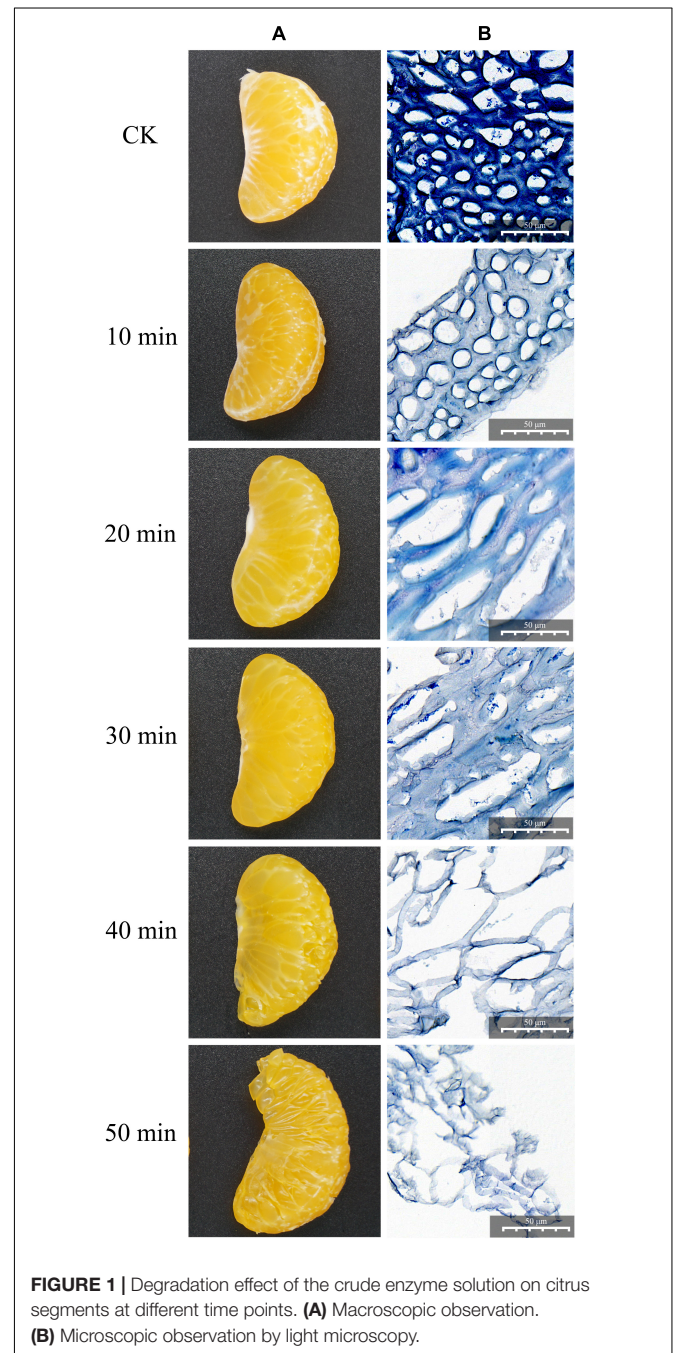 A B
CK
50 μm
10 min
50 μm
20 min
50 μm
30 min
50 μm
40 min
50 μm
50 min
50 μm
FIGURE 1 | Degradation effect of the crude enzyme solution on citrus
segments at different time points. (A) Macroscopic observation.
(B) Microscopic observation by light microscopy.